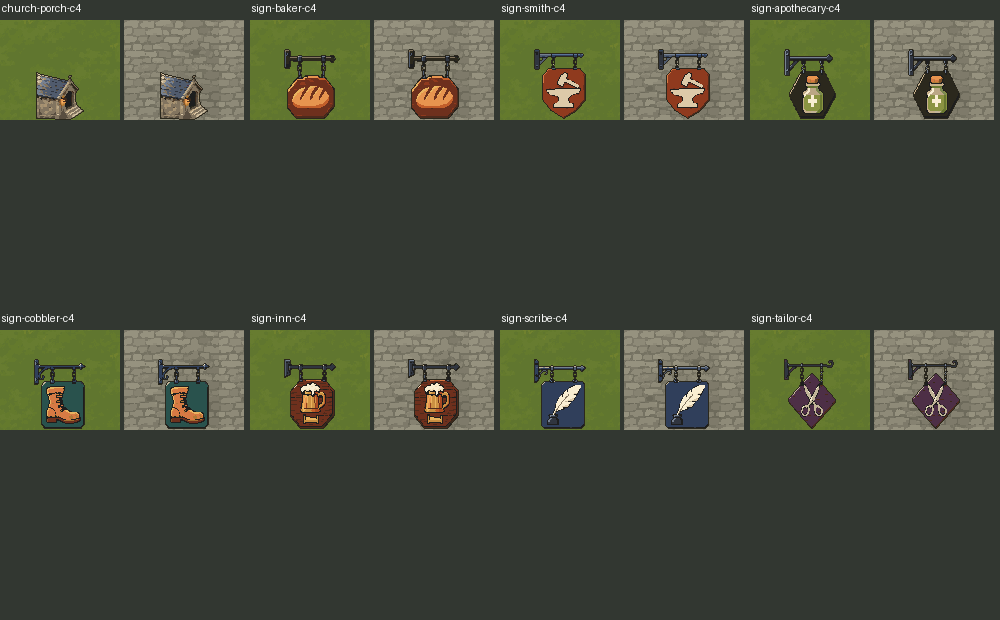 church-porch-c4
sign-baker-c4
sign-smith-c4
sign-apothecary-c4
sign-cobbler-c4
sign-inn-c4
sign-scribe-c4
sign-tailor-c4